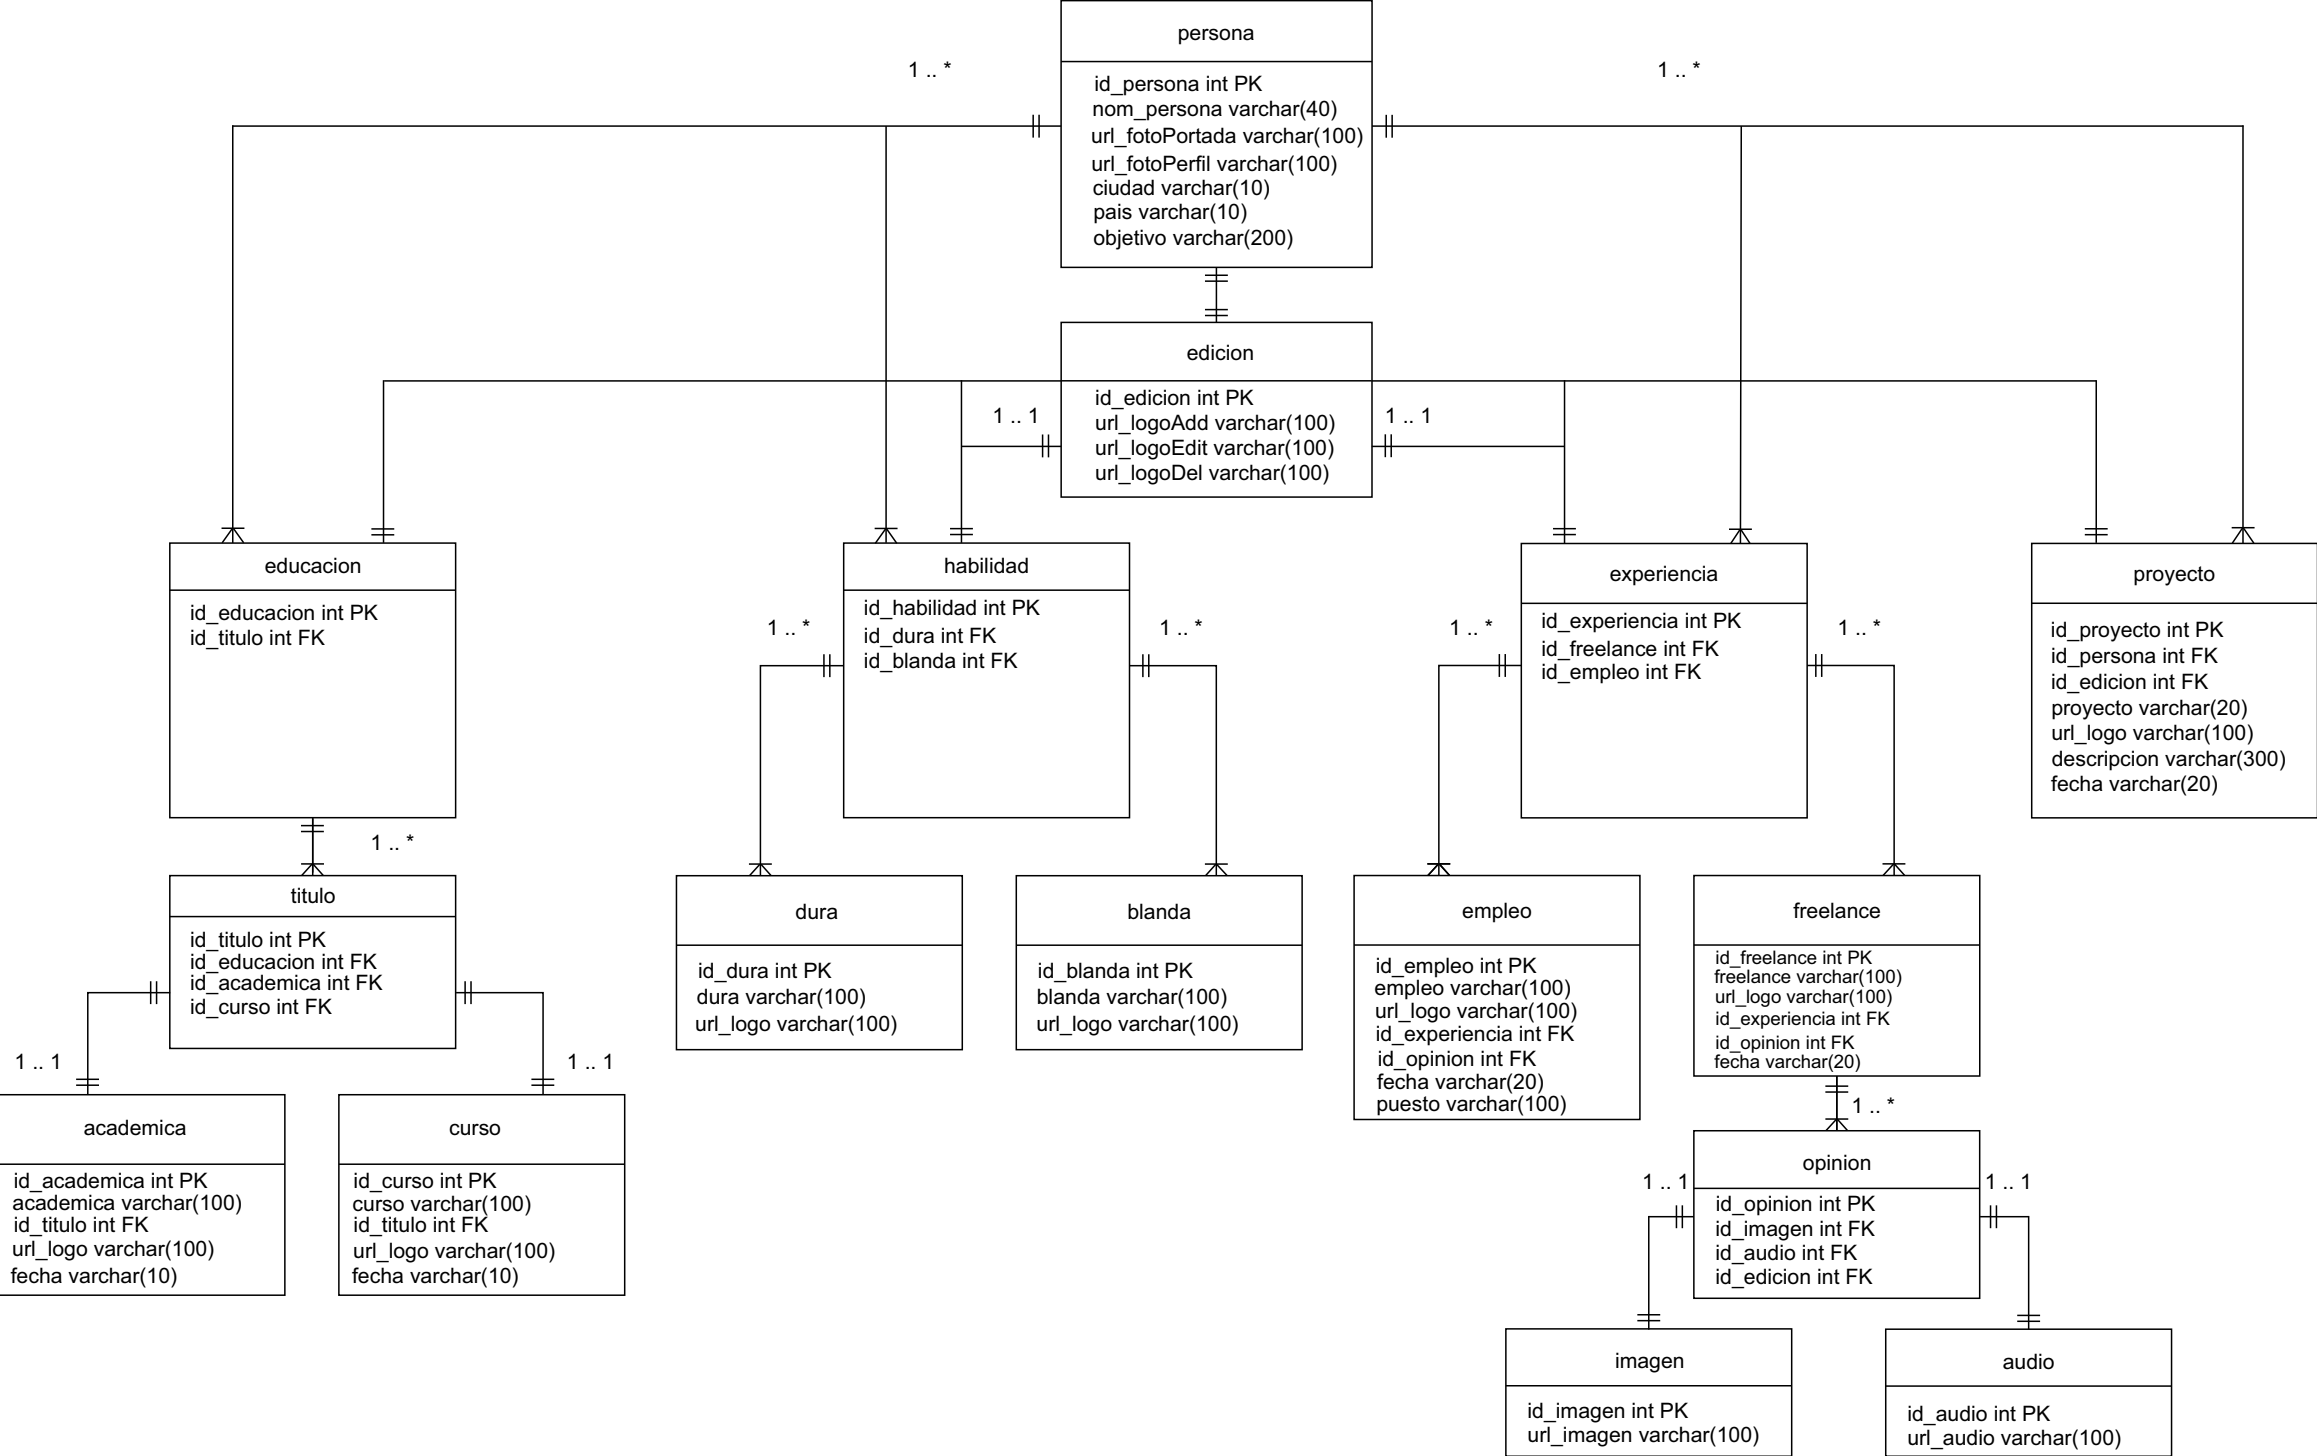 persona
1 .. *
1 .. *
id_persona int PK
nom_persona varchar(40)
url_fotoPortada varchar(100)
url_fotoPerfil varchar(100)
ciudad varchar(10)
pais varchar(10)
objetivo varchar(200)
edicion
id_edicion int PK
url_logoAdd varchar(100)
url_logoEdit varchar(100)
url_logoDel varchar(100)
1 .. 1
1 .. 1
educacion
id_educacion int PK
id_titulo int FK
habilidad
id_habilidad int PK
id_dura int FK
id_blanda int FK
1 .. *
1 .. *
experiencia
id_experiencia int PK
id_freelance int FK
id_empleo int FK
1 .. *
1 .. *
proyecto
id_proyecto int PK
id_persona int FK
id_edicion int FK
proyecto varchar(20)
url_logo varchar(100)
descripcion varchar(300)
fecha varchar(20)
1 .. *
titulo
id_titulo int PK
id_educacion int FK
id_academica int FK
id_curso int FK
dura
id_dura int PK
dura varchar(100)
url_logo varchar(100)
blanda
id_blanda int PK
blanda varchar(100)
url_logo varchar(100)
empleo
id_empleo int PK
empleo varchar(100)
url_logo varchar(100)
id_experiencia int FK
id_opinion int FK
fecha varchar(20)
puesto varchar(100)
freelance
id_freelance int PK
freelance varchar(100)
url_logo varchar(100)
id_experiencia int FK
id_opinion int FK
fecha varchar(20)
1 .. 1
1 .. 1
academica
id_academica int PK
academica varchar(100)
id_titulo int FK
url_logo varchar(100)
fecha varchar(10)
curso
id_curso int PK
curso varchar(100)
id_titulo int FK
url_logo varchar(100)
fecha varchar(10)
1 .. *
opinion
1 .. 1
1 .. 1
id_opinion int PK
id_imagen int FK
id_audio int FK
id_edicion int FK
imagen
id_imagen int PK
url_imagen varchar(100)
audio
id_audio int PK
url_audio varchar(100)